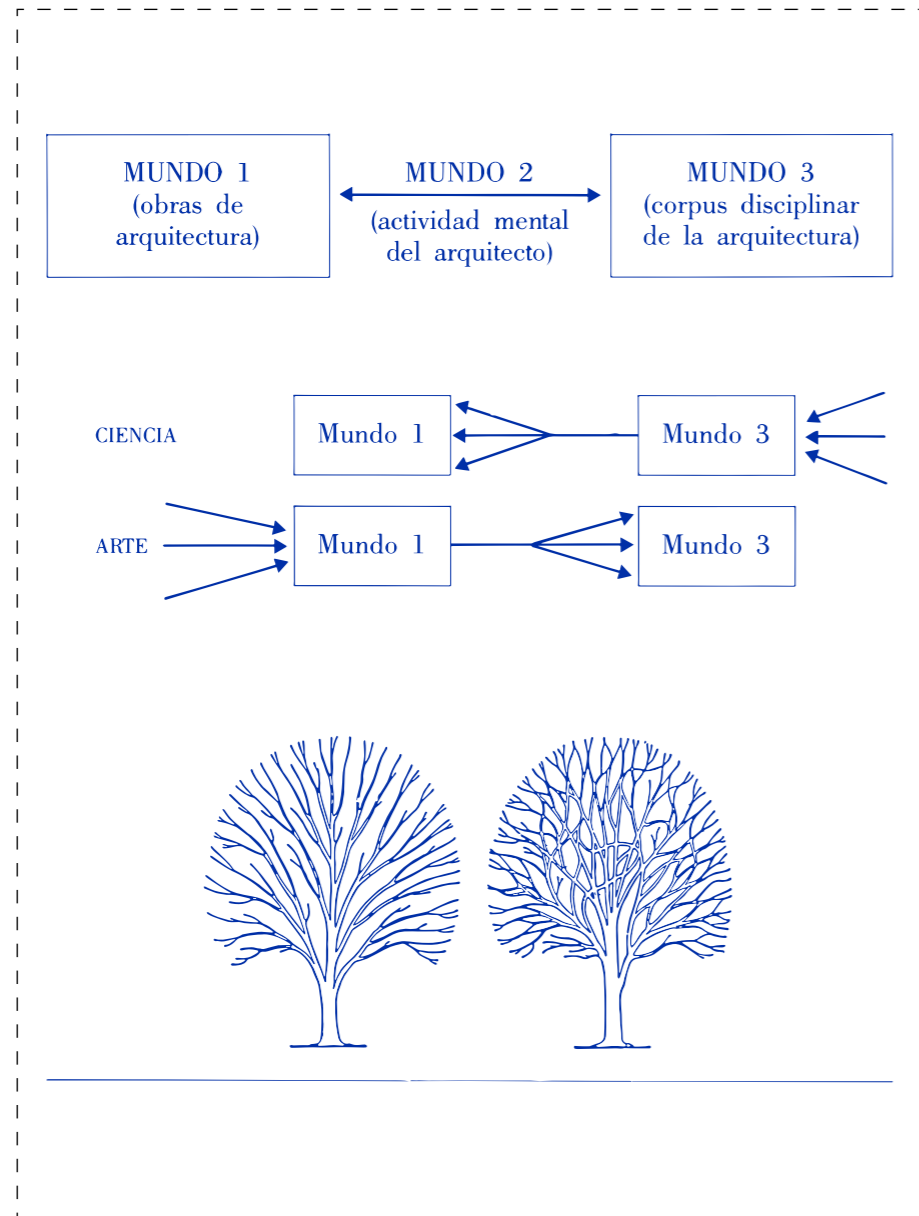 MUNDO 1
(obras de
arquitectura)
MUNDO 2
(actividad mental
del arquitecto)
MUNDO 3
(corpus disciplinar
de la arquitectura)
CIENCIA
Mundo 1
Mundo 3
ARTE
Mundo 1
Mundo 3